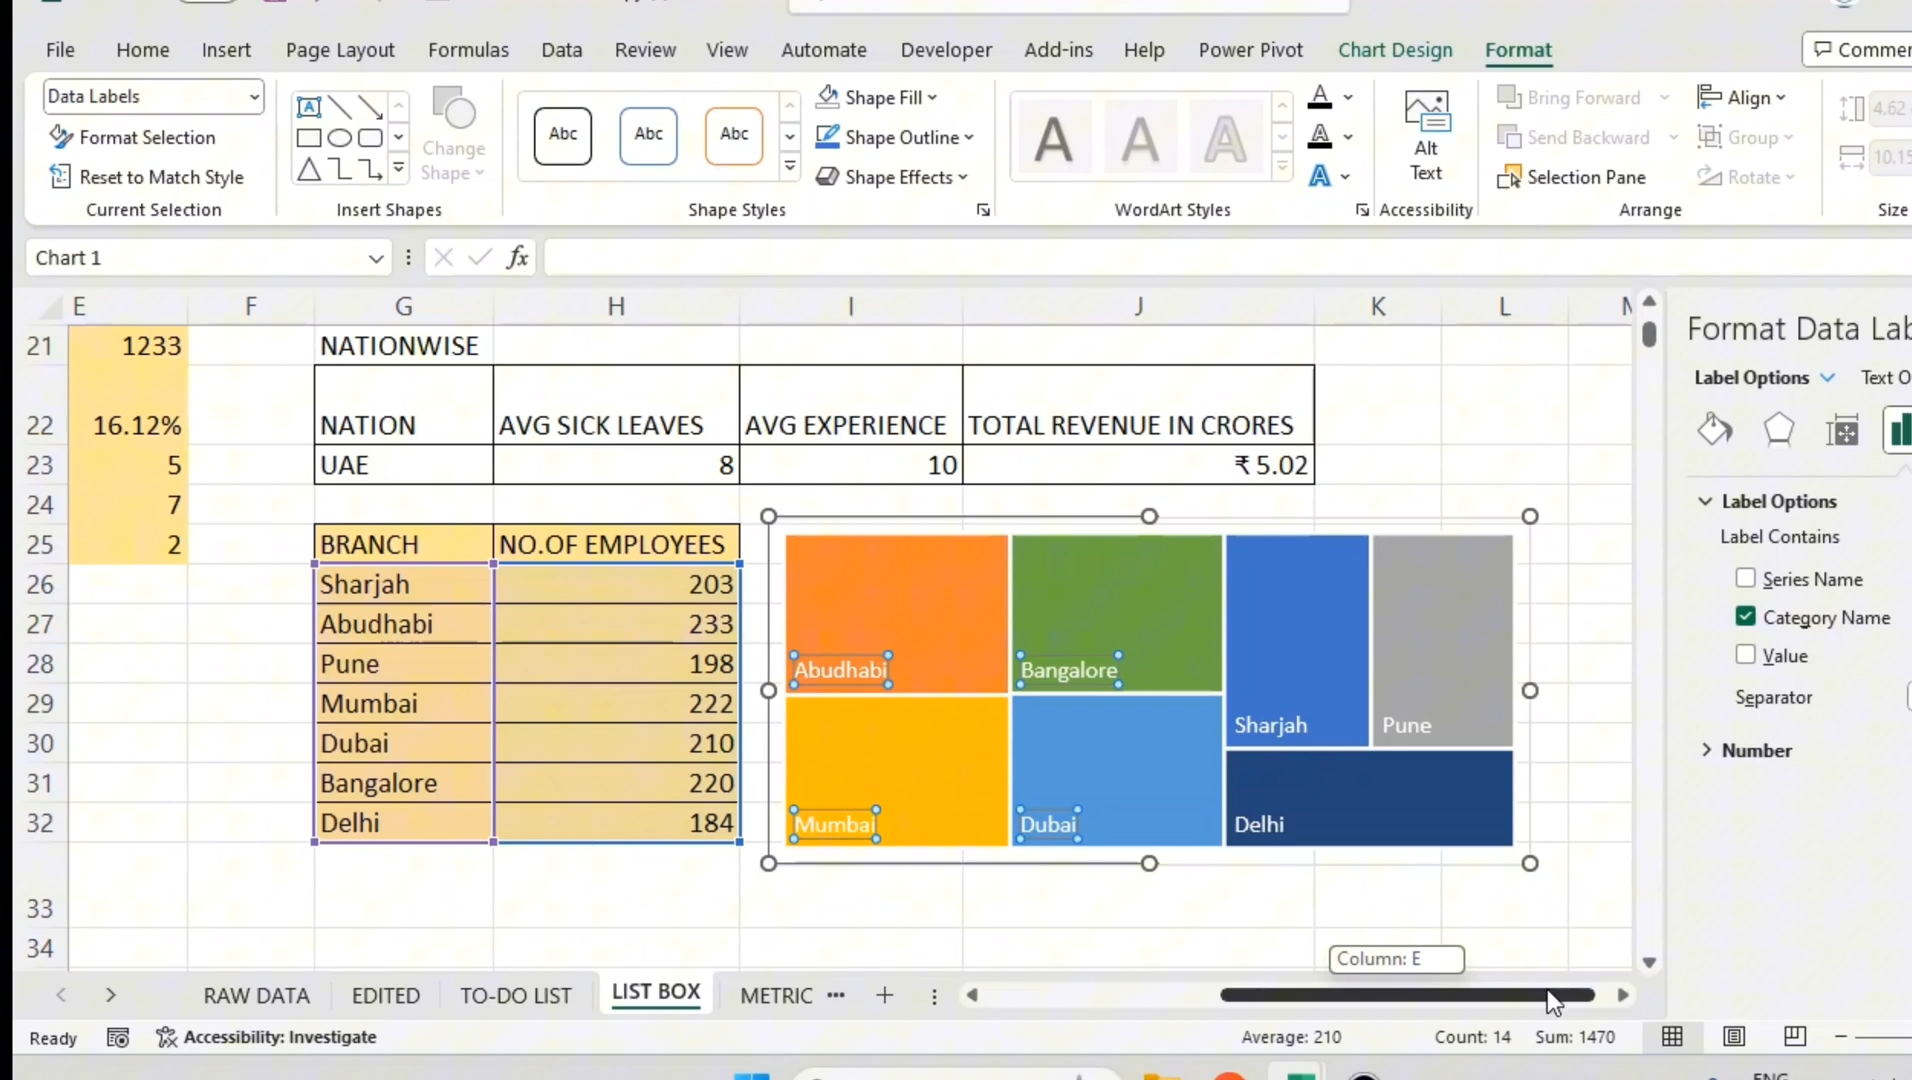 File Home Insert Page Layout Formulas Data Review View Automate Developer Add-ins Help Power Pivot Chart Design Format
Data Labels
Format Selection
Reset to Match Style
Current Selection
Change
Shape
Insert Shapes
Abc Abc Abc
Shape Fill
Shape Outline
Shape Effects
Shape Styles
A A A
WordArt Styles
Alt
Text
Accessibility
Bring Forward
Send Backward
Selection Pane
Align
Group
Rotate
Arrange
4.62
10.15
Size
Chart 1
fx
E F G H I J K L
21 1233 NATIONWISE
22 16.12% NATION AVG SICK LEAVES AVG EXPERIENCE TOTAL REVENUE IN CRORES
23 5 UAE 8 10 ₹ 5.02
24 7
25 2 BRANCH NO.OF EMPLOYEES
26 Sharjah 203
27 Abudhabi 233
28 Pune 198
29 Mumbai 222
30 Dubai 210
31 Bangalore 220
32 Delhi 184
33
34
Abudhabi Bangalore
Sharjah Pune
Mumbai Dubai Delhi
Format Data Lab
Label Options Text O
Label Options
Label Contains
Series Name
Category Name
Value
Separator
Number
Column: E
RAW DATA EDITED TO-DO LIST LIST BOX METRIC ...
Ready Accessibility: Investigate Average: 210 Count: 14 Sum: 1470
ENG